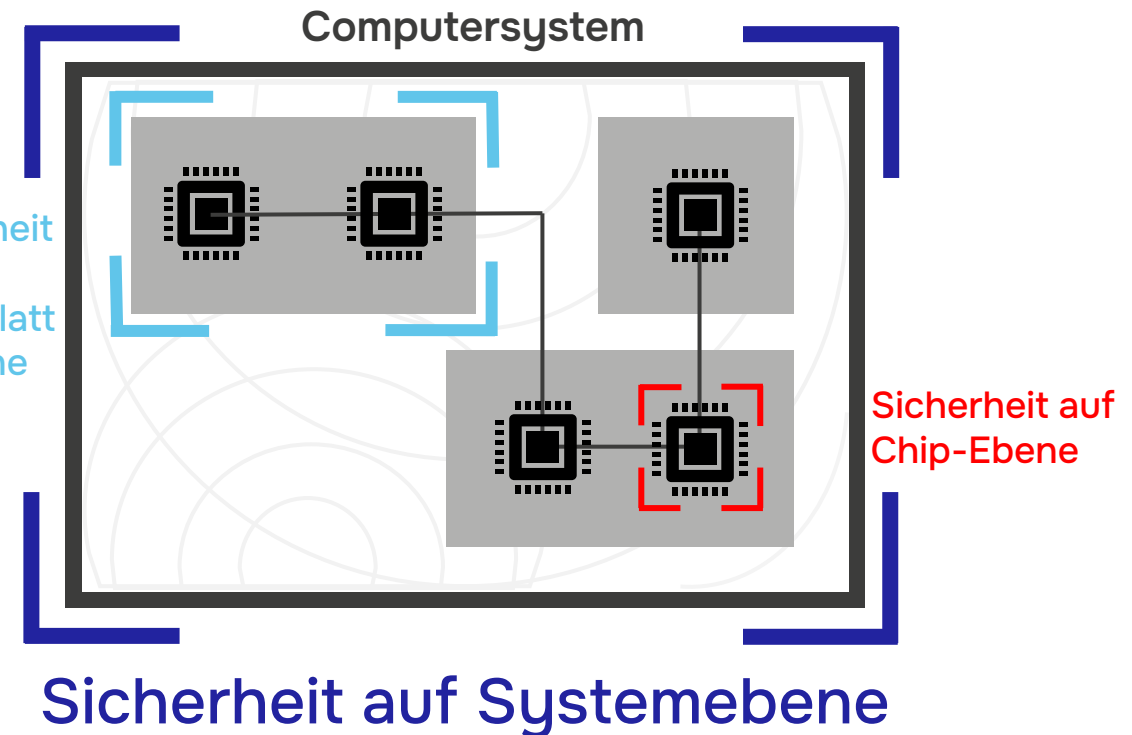 Computersystem
heit
latt
ne
Sicherheit auf
Chip-Ebene
Sicherheit auf Systemebene